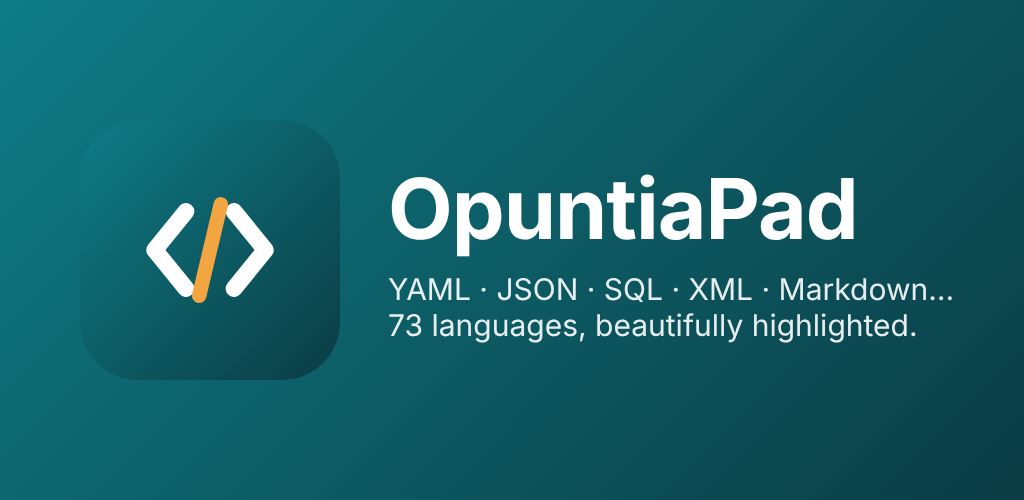 OpuntiaPad
YAML · JSON · SQL · XML · Markdown...
73 languages, beautifully highlighted.